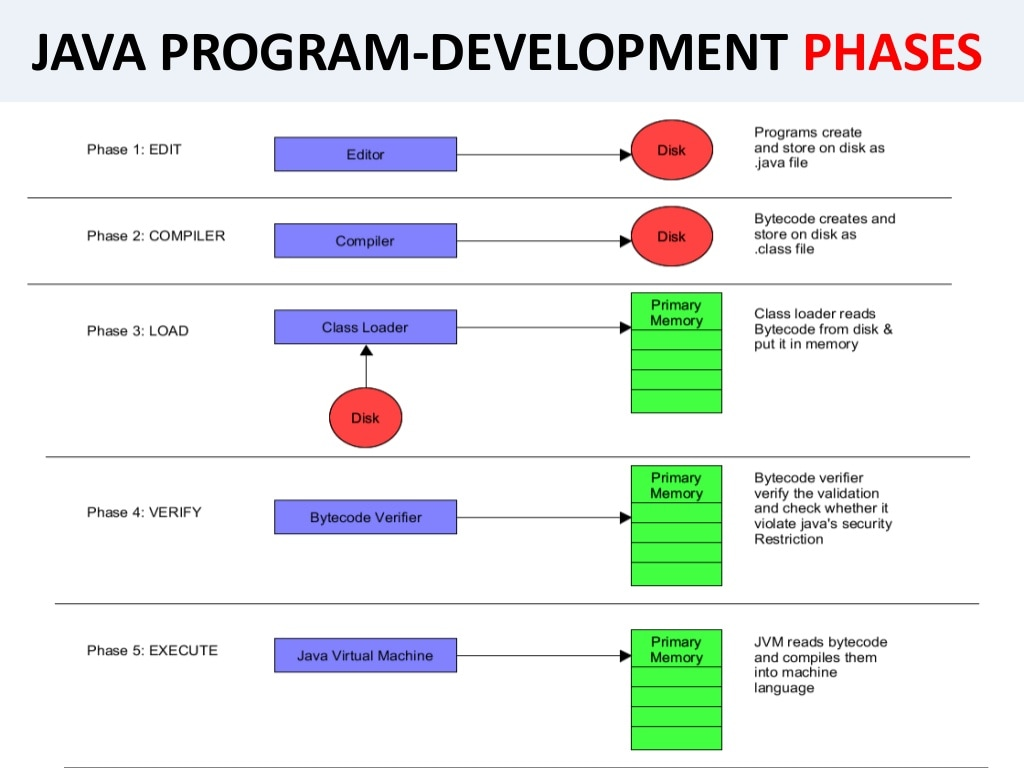 JAVA PROGRAM-DEVELOPMENT PHASES
Phase 1: EDIT
Editor
Disk
Programs create
and store on disk as
.java file
Phase 2: COMPILER
Compiler
Disk
Bytecode creates and
store on disk as
.class file
Phase 3: LOAD
Class Loader
Disk
Primary
Memory
Class loader reads
Bytecode from disk &
put it in memory
Phase 4: VERIFY
Bytecode Verifier
Primary
Memory
Bytecode verifier
verify the validation
and check whether it
violate java's security
Restriction
Phase 5: EXECUTE
Java Virtual Machine
Primary
Memory
JVM reads bytecode
and compiles them
into machine
language